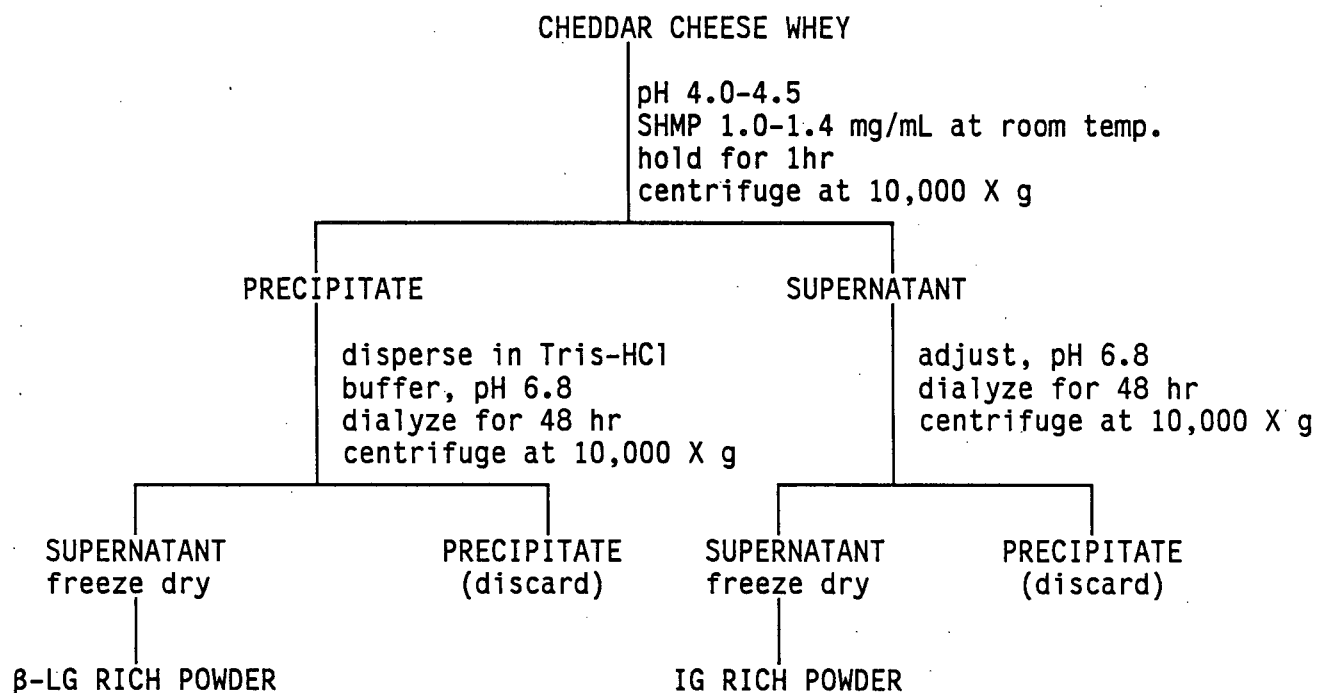 CHEDDAR CHEESE WHEY
pH 4.0-4.5
SHMP 1.0-1.4 mg/mL at room temp.
hold for 1hr
centrifuge at 10,000 X g
PRECIPITATE
SUPERNATANT
disperse in Tris-HCl
buffer, pH 6.8
dialyze for 48 hr
centrifuge at 10,000 X g
adjust, pH 6.8
dialyze for 48 hr
centrifuge at 10,000 X g
SUPERNATANT
freeze dry
PRECIPITATE
(discard)
SUPERNATANT
freeze dry
PRECIPITATE
(discard)
β-LG RICH POWDER
IG RICH POWDER